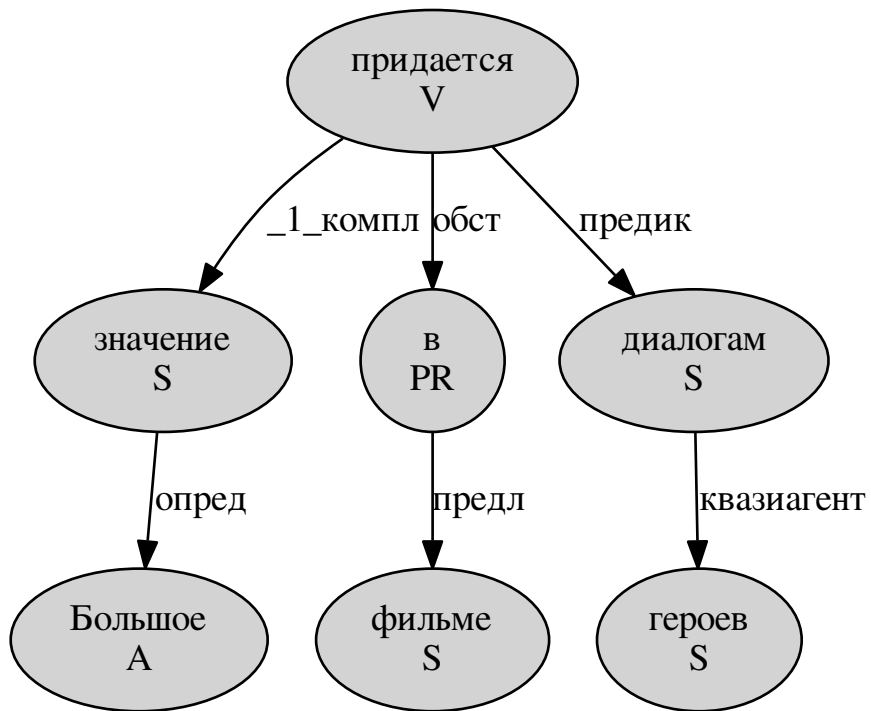 придается
V
_1_компл обст предик
значение
S
в
PR
диалогам
S
опред предл квазиагент
Большое
A
фильме
S
героев
S